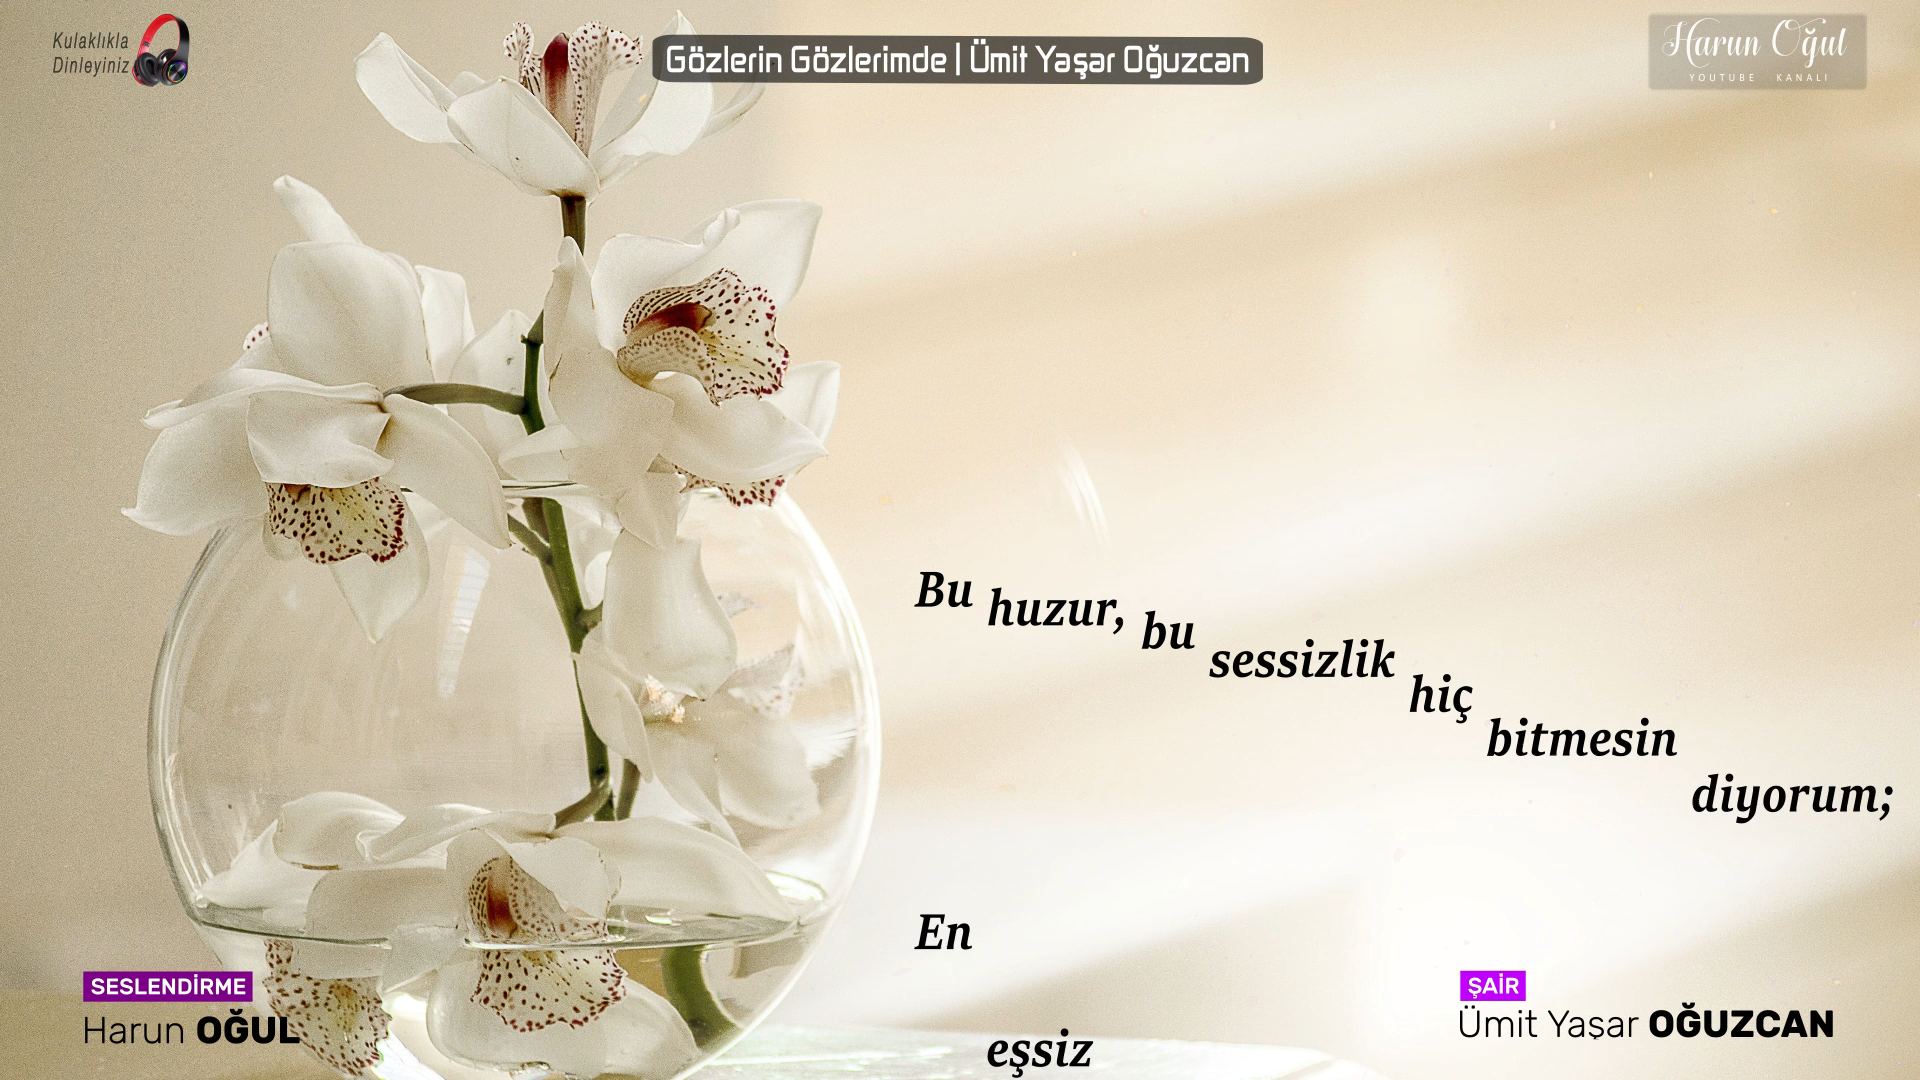 Kulaklıkla
Dinleyiniz
Gözlerin Gözlerimde | Ümit Yaşar Oğuzcan
Harun Oğul
YOUTUBE KANALI
Bu huzur, bu sessizlik hiç bitmesin diyorum;
En eşsiz
SESLENDİRME
Harun OĞUL
ŞAİR
Ümit Yaşar OĞUZCAN